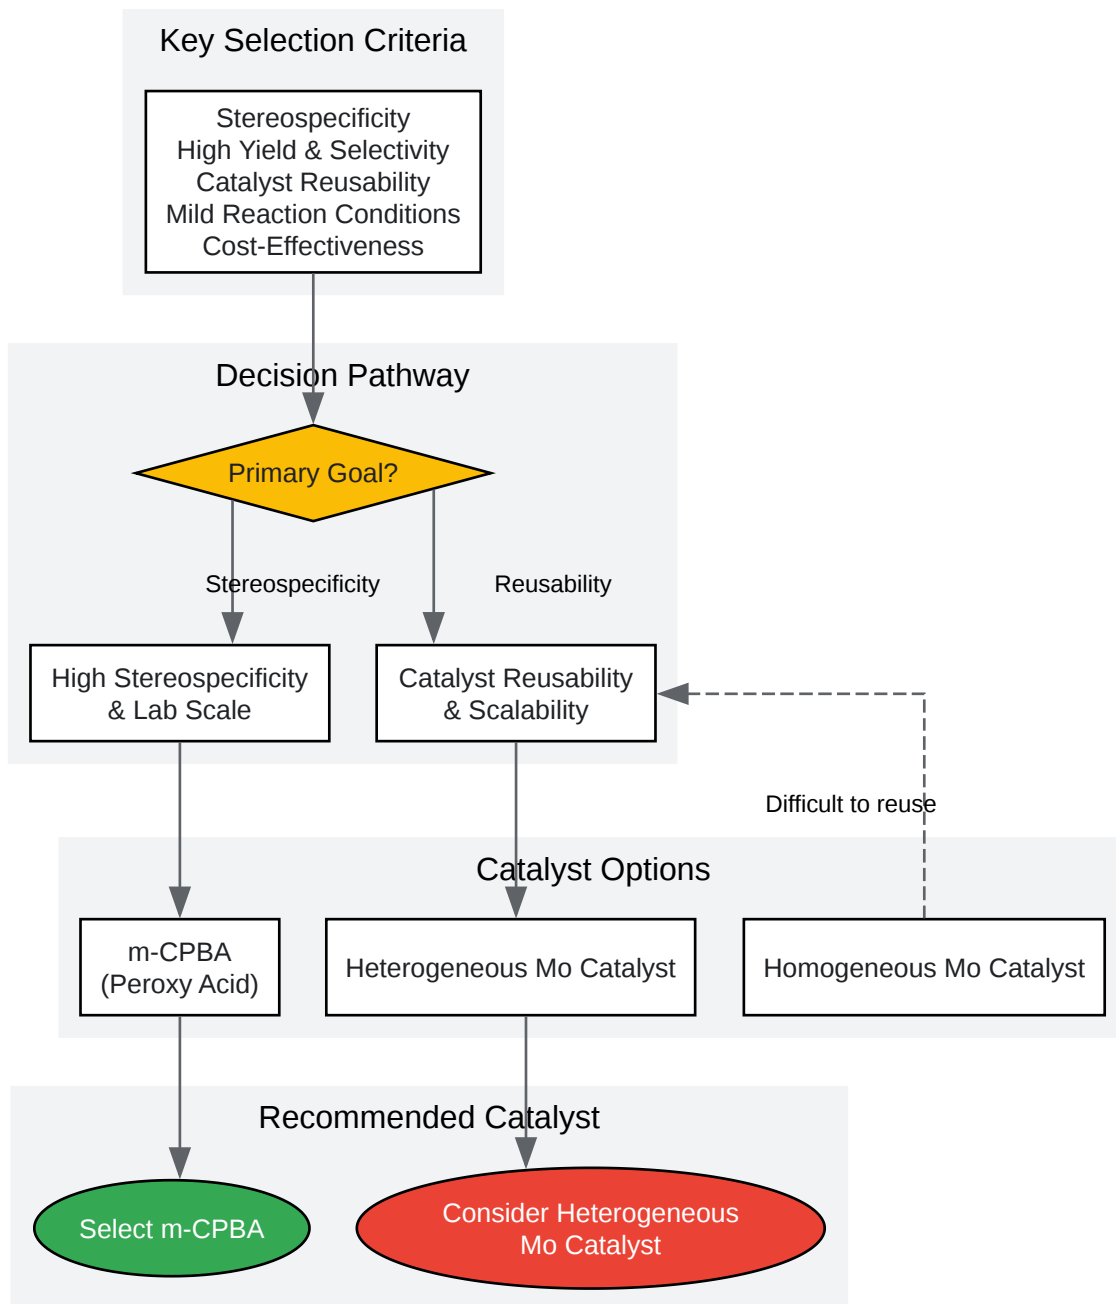 Key Selection Criteria
Stereospecificity
High Yield & Selectivity
Catalyst Reusability
Mild Reaction Conditions
Cost-Effectiveness
Decision Pathway
Primary Goal?
Stereospecificity
Reusability
High Stereospecificity
& Lab Scale
Catalyst Reusability
& Scalability
Difficult to reuse
Catalyst Options
m-CPBA
(Peroxy Acid)
Heterogeneous Mo Catalyst
Homogeneous Mo Catalyst
Recommended Catalyst
Select m-CPBA
Consider Heterogeneous
Mo Catalyst